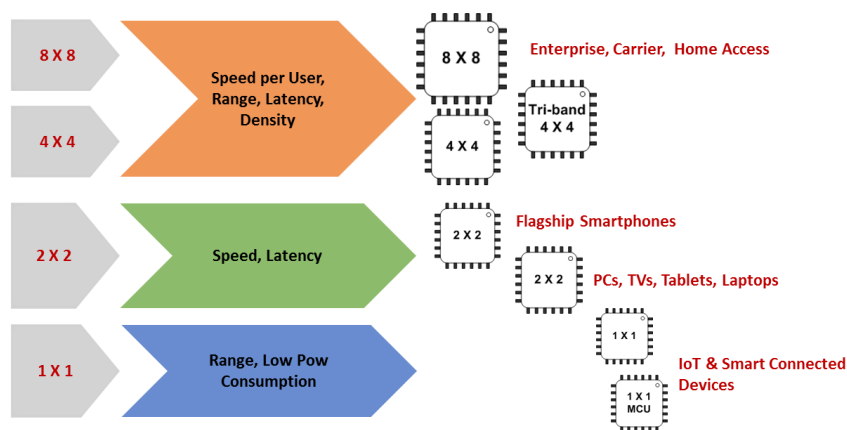 8 X 8
4 X 4
Speed per User,
Range, Latency,
Density
8 X 8
Enterprise, Carrier, Home Access
Tri-band
4 X 4
4 X 4
2 X 2
Speed, Latency
2 X 2
Flagship Smartphones
2 X 2
PCs, TVs, Tablets, Laptops
1 X 1
Range, Low Pow
Consumption
1 X 1
IoT & Smart Connected
Devices
1 X 1
MCU